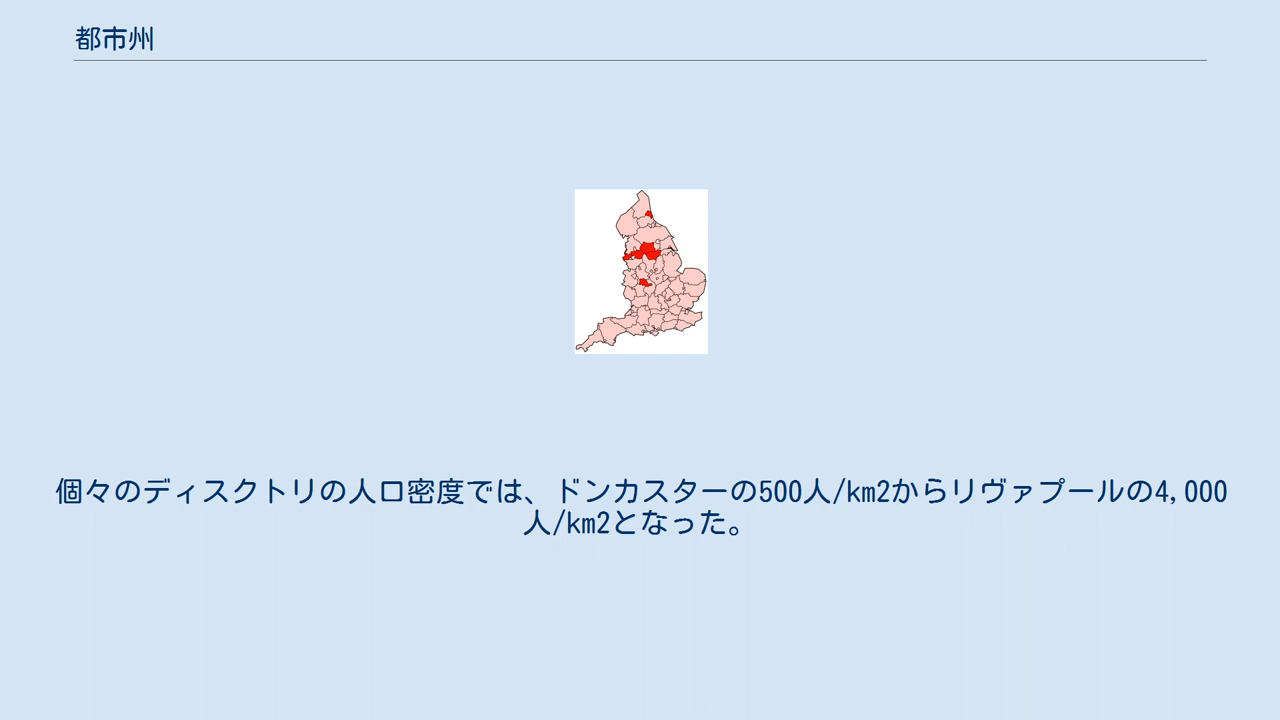 都市州
個々のディスクトリの人口密度では、ドンカスターの500人/km2からリヴァプールの4,000
人/km2となった。